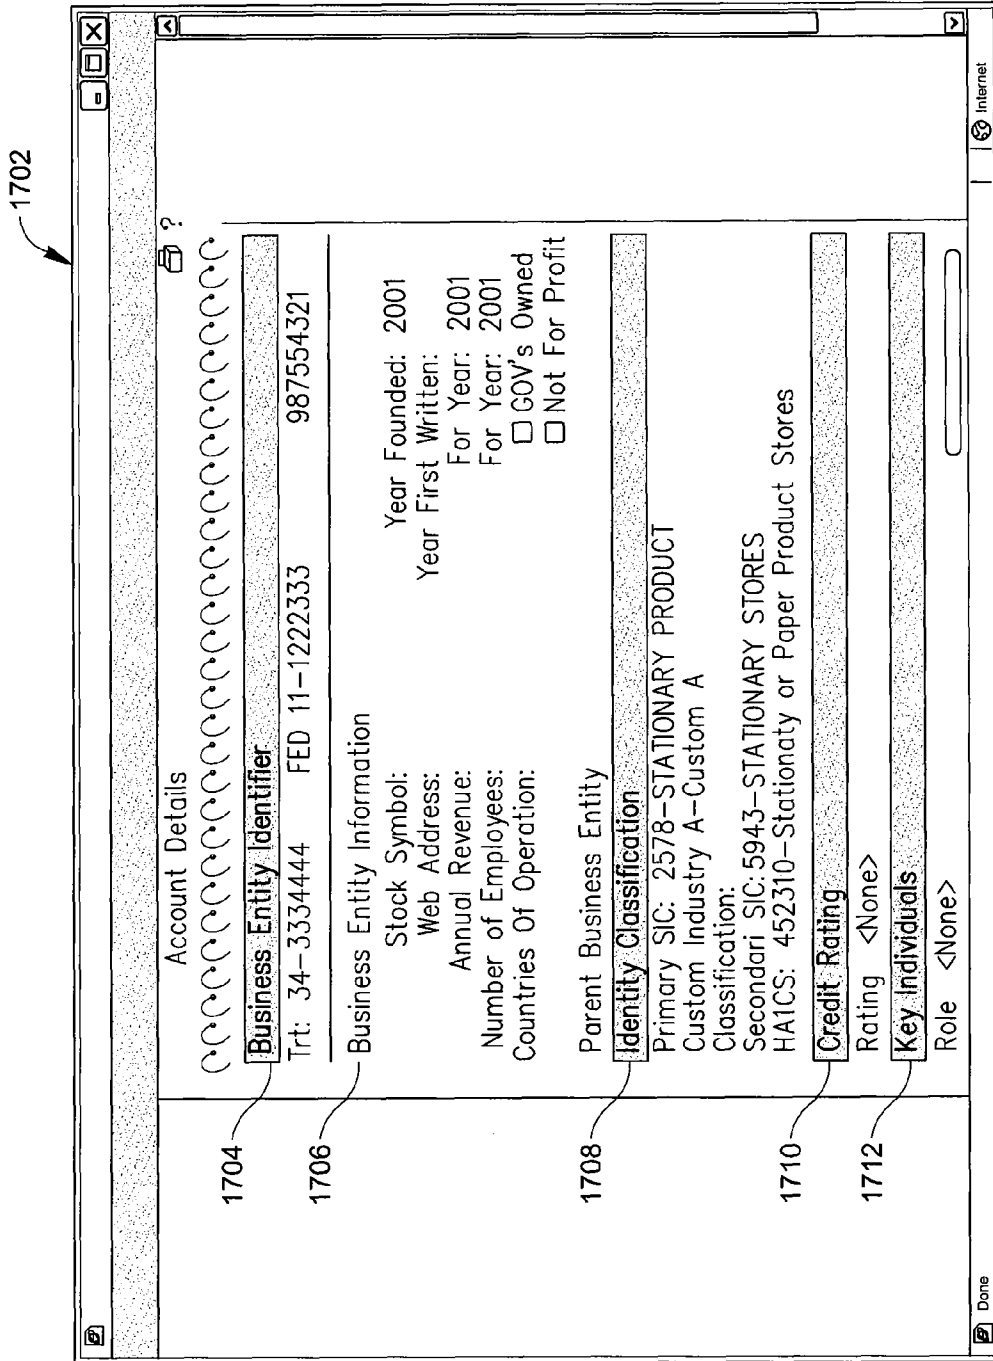 1702
Account Details
?
1704
Business Entity Identifier
Trt: 34-3334444 FED 11-1222333 987554321
1706
Business Entity Information
Stock Symbol: Year Founded: 2001
Web Address: Year First Written:
Annual Revenue: For Year: 2001
Number of Employees: For Year: 2001
Countries Of Operation: GOV's Owned
Not For Profit
Parent Business Entity
1708
Identity Classification
Primary SIC: 2578-STATIONARY PRODUCT
Custom Industry A-Custom A
Classification:
Secondari SIC: 5943-STATIONARY STORES
HA1CS: 452310-Stationaty or Paper Product Stores
1710
Credit Rating
Rating <None>
1712
Key Individuals
Role <None>
Done Internet